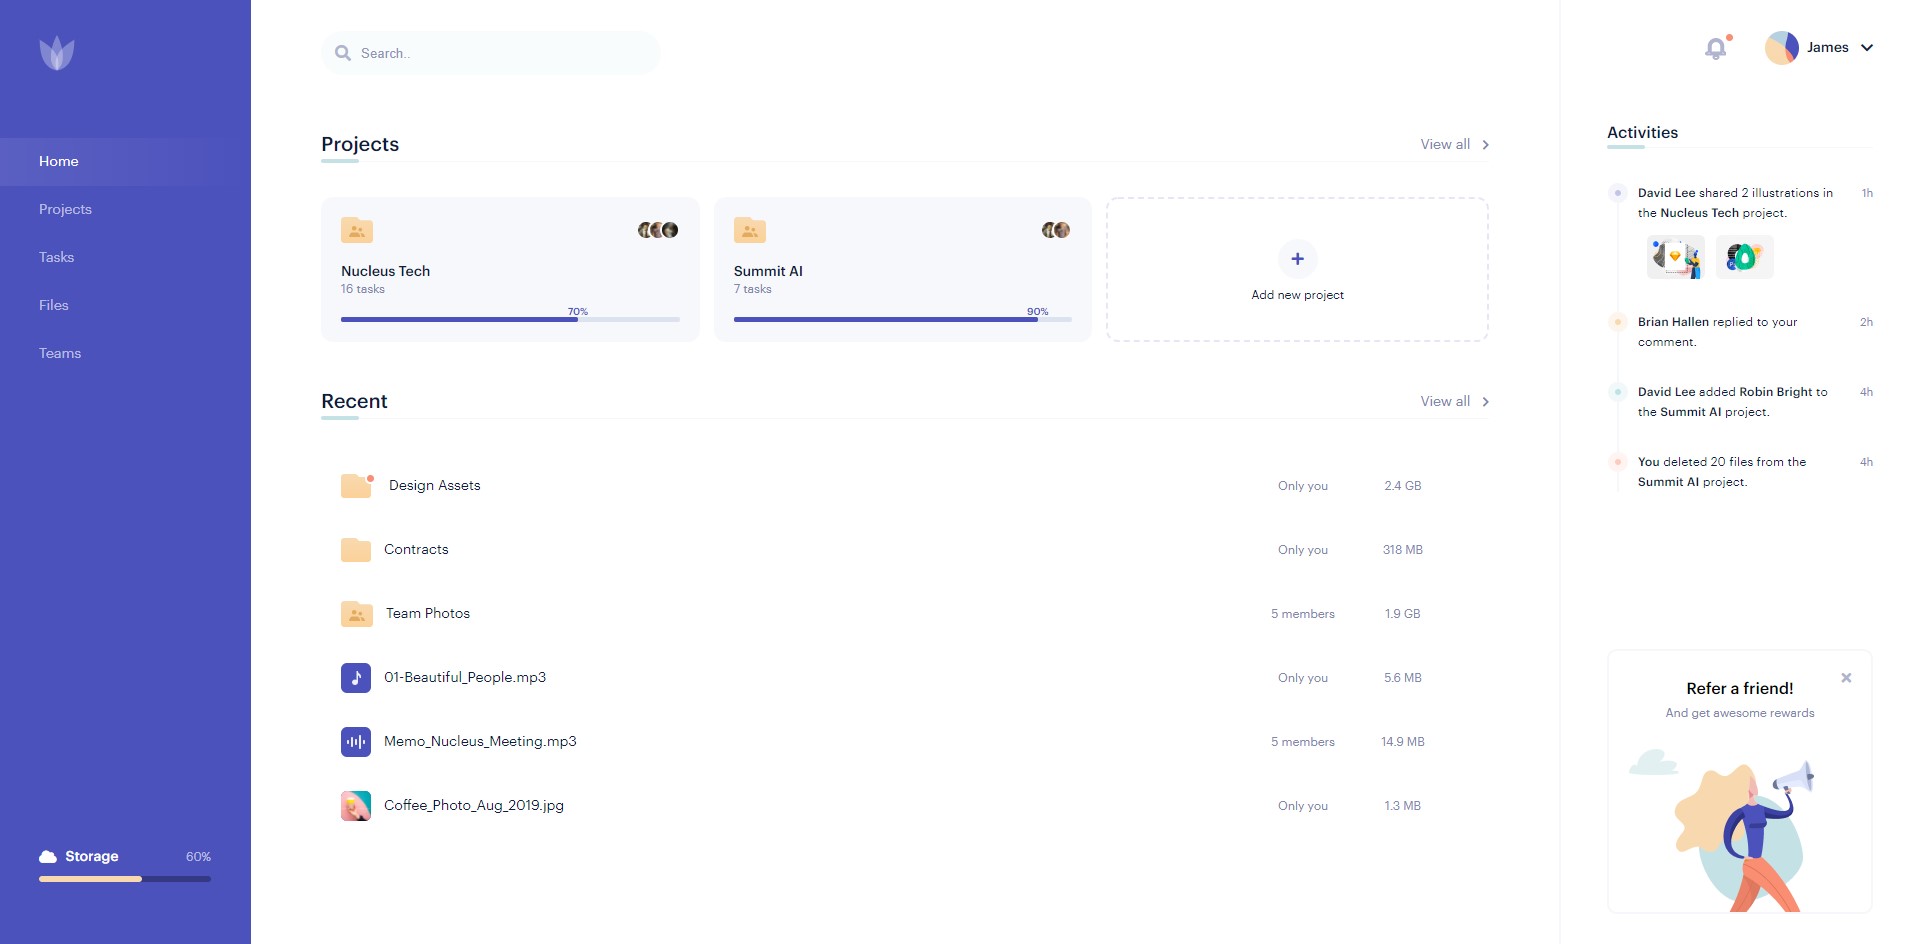 Home
Projects
Tasks
Files
Teams
Storage 60%
Search..
Projects
View all
Nucleus Tech
16 tasks
70%
Summit AI
7 tasks
90%
Add new project
Recent
View all
Design Assets Only you 2.4 GB
Contracts Only you 318 MB
Team Photos 5 members 1.9 GB
01-Beautiful_People.mp3 Only you 5.6 MB
Memo_Nucleus_Meeting.mp3 5 members 14.9 MB
Coffee_Photo_Aug_2019.jpg Only you 1.3 MB
James
Activities
David Lee shared 2 illustrations in 1h
the Nucleus Tech project.
Brian Hallen replied to your 2h
comment.
David Lee added Robin Bright to 4h
the Summit AI project.
You deleted 20 files from the 4h
Summit AI project.
Refer a friend!
And get awesome rewards